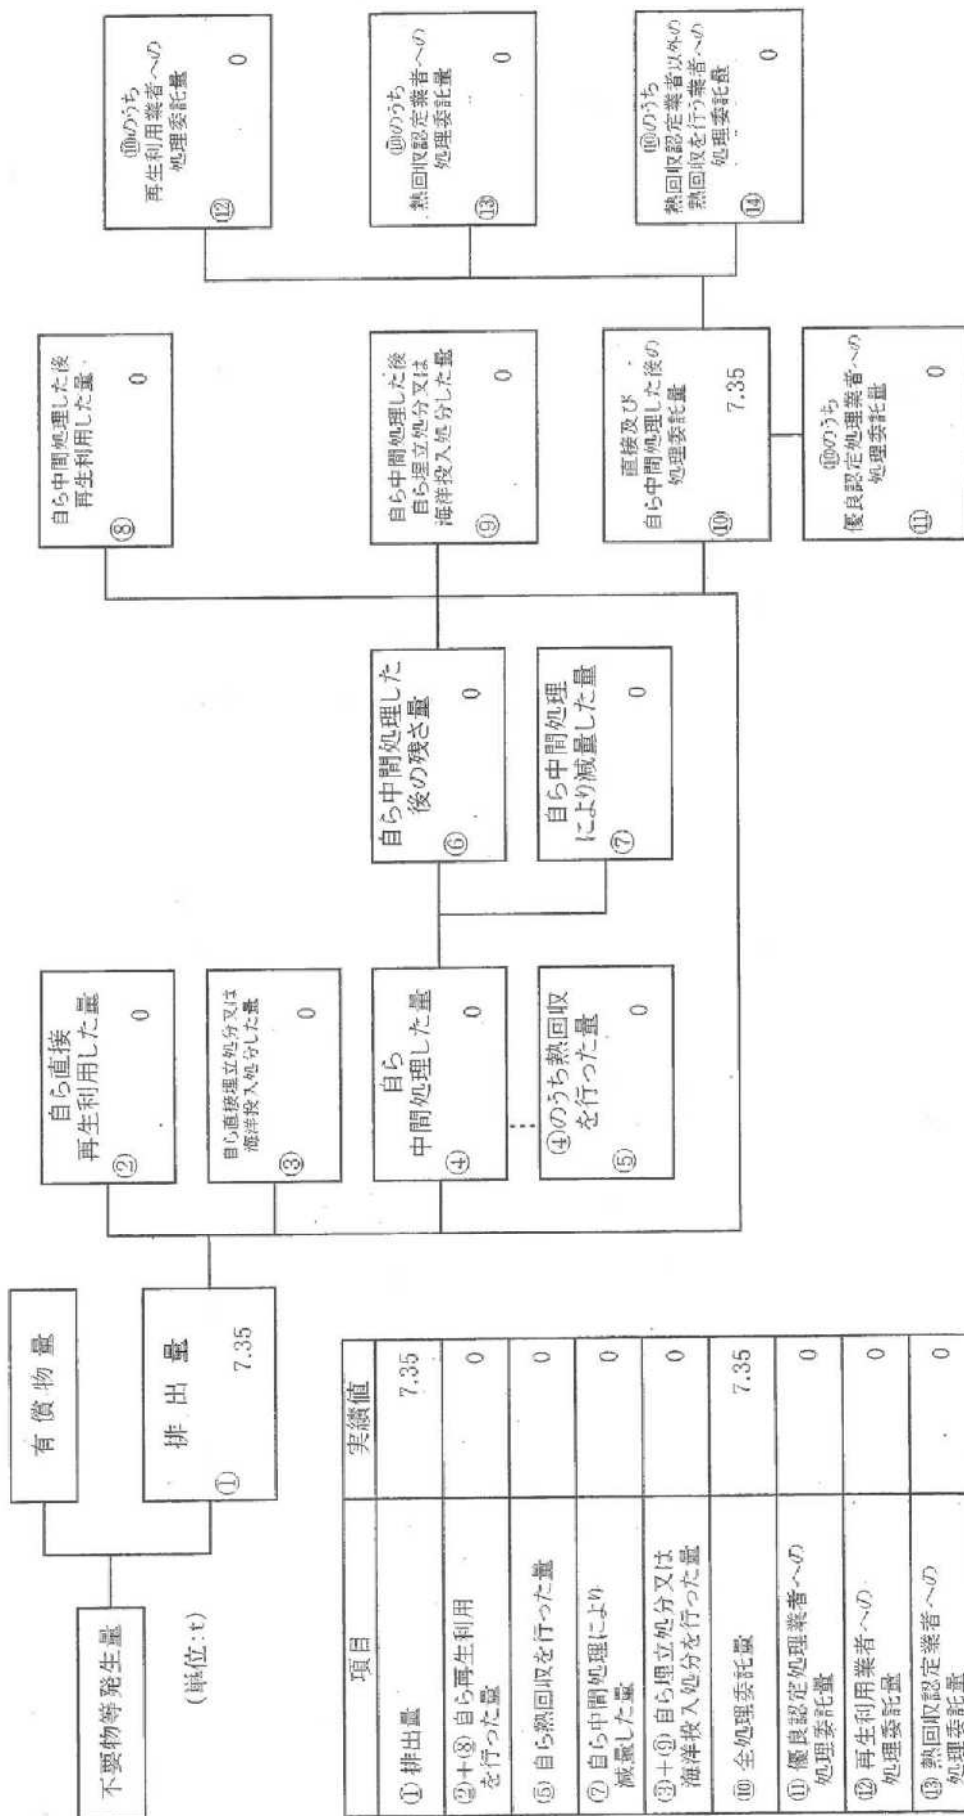 不要物等発生量
(単位:t)
有償物量
排出量
① 7.35
自ら直接
再生利用した量
② 0
自ら直接埋立処分又は
海洋投入処分した量
③ 0
自ら
中間処理した量
④ 0
④のうち熱回収
を行った量
⑤ 0
自ら中間処理した
後の残さ量
⑥ 0
自ら中間処理
により減量した量
⑦ 0
自ら中間処理した後
再生利用した量
⑧ 0
自ら中間処理した後
自ら埋立処分又は
海洋投入処分した量
⑨ 0
直接及び
自ら中間処理した後の
処理委託量
⑩ 7.35
⑩のうち
優良認定処理業者への
処理委託量
⑪ 0
⑩のうち
再生利用業者への
処理委託量
⑫ 0
⑩のうち
熱回収認定業者への
処理委託量
⑬ 0
⑩のうち
熱回収認定業者以外の
熱回収を行う業者への
処理委託量
⑭ 0
項目 実績値
①排出量 7.35
②+⑧自ら再生利用
を行った量 0
⑤自ら熱回収を行った量 0
⑦自ら中間処理により
減量した量 0
③+⑨自ら埋立処分又は
海洋投入処分を行った量 0
⑩全処理委託量 7.35
⑪優良認定処理業者への
処理委託量 0
⑫再生利用業者への
処理委託量 0
⑬熱回収認定業者への
処理委託量 0